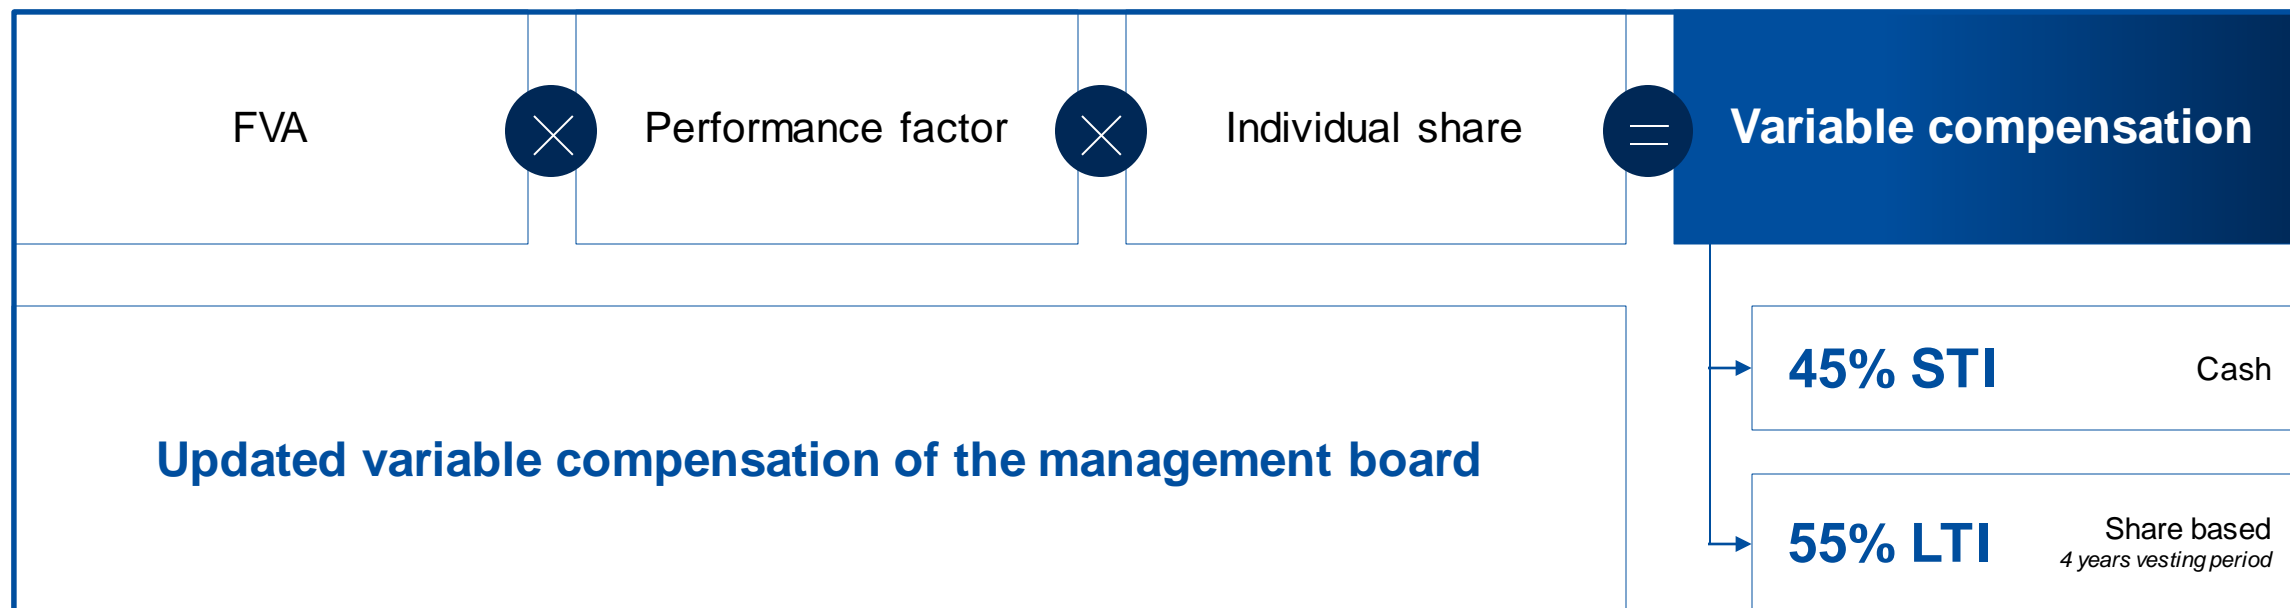 FVA
Performance factor
Individual share
Variable compensation
Updated variable compensation of the management board
45% STI
Cash
55% LTI
Share based
4 years vesting period